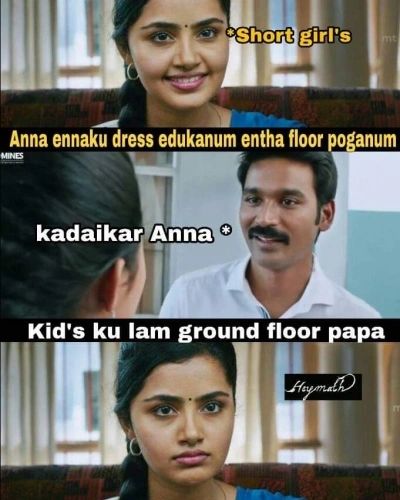 *Short girl's
mt
Anna ennaku dress edukanum entha floor poganum
MINES
kadaikar Anna *
Kid's ku lam ground floor papa
Heymath